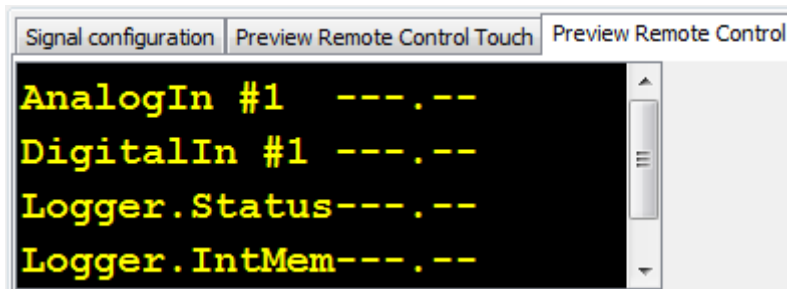 Signal configuration Preview Remote Control Touch Preview Remote Control
AnalogIn #1 ---.--
DigitalIn #1 ---.--
Logger.Status---.--
Logger.IntMem---.--